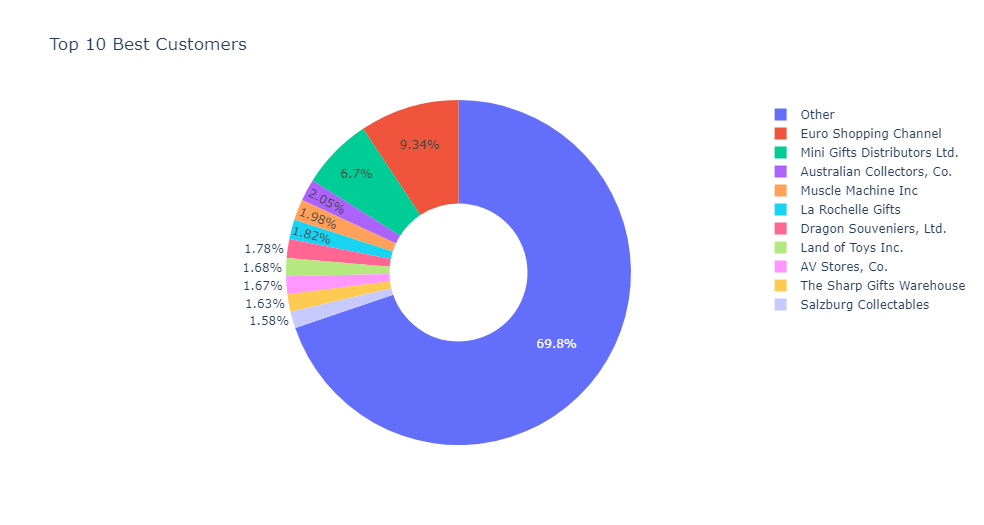 Top 10 Best Customers
9.34%
6.7%
2.05%
1.98%
1.82%
1.78%
1.68%
1.67%
1.63%
1.58%
69.8%
Other
Euro Shopping Channel
Mini Gifts Distributors Ltd.
Australian Collectors, Co.
Muscle Machine Inc
La Rochelle Gifts
Dragon Souveniers, Ltd.
Land of Toys Inc.
AV Stores, Co.
The Sharp Gifts Warehouse
Salzburg Collectables